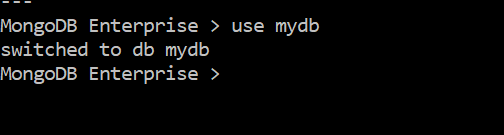 ---
MongoDB Enterprise > use mydb
switched to db mydb
MongoDB Enterprise >